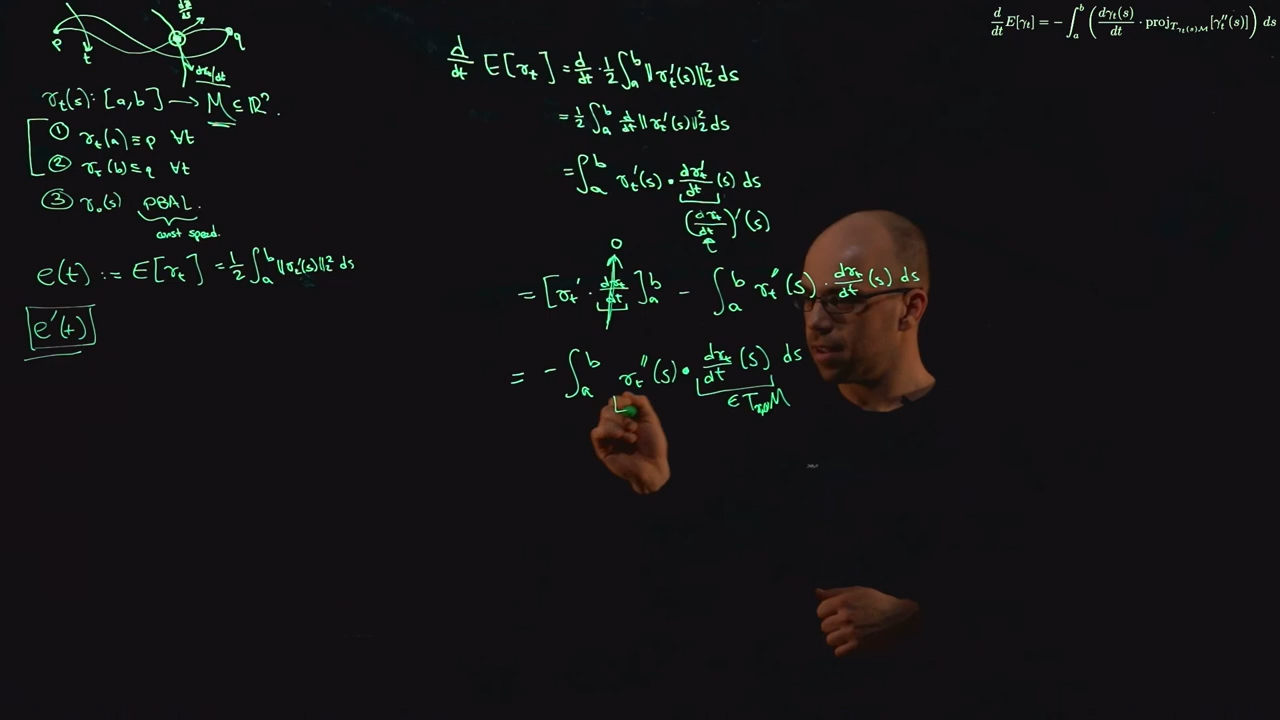 d/dt E[γ_t] = -∫_a^b ( dγ_t(s)/dt · proj_{T_{γ_t(s)}M}[γ_t''(s)] ) ds
dγ/ds
p q
t
dγ_t/dt
γ_t(s): [a,b] → M ⊆ ℝⁿ.
① γ_t(a) ≡ p ∀t
② γ_t(b) ≡ q ∀t
③ γ_0(s) PBAL.
const speed.
e(t) := E[γ_t] = ½∫_a^b ‖γ_t'(s)‖₂² ds
e'(t)
d/dt E[γ_t] = d/dt · ½∫_a^b ‖γ_t'(s)‖₂² ds
= ½∫_a^b d/dt ‖γ_t'(s)‖₂² ds
= ∫_a^b γ_t'(s) · dγ_t'/dt (s) ds
(dγ_t/dt)'(s)
0
= [γ_t' · dγ_t/dt]_a^b - ∫_a^b γ_t''(s) · dγ_t/dt (s) ds
= -∫_a^b γ_t''(s) · dγ_t/dt (s) ds
∈ T_{γ_t(s)}M